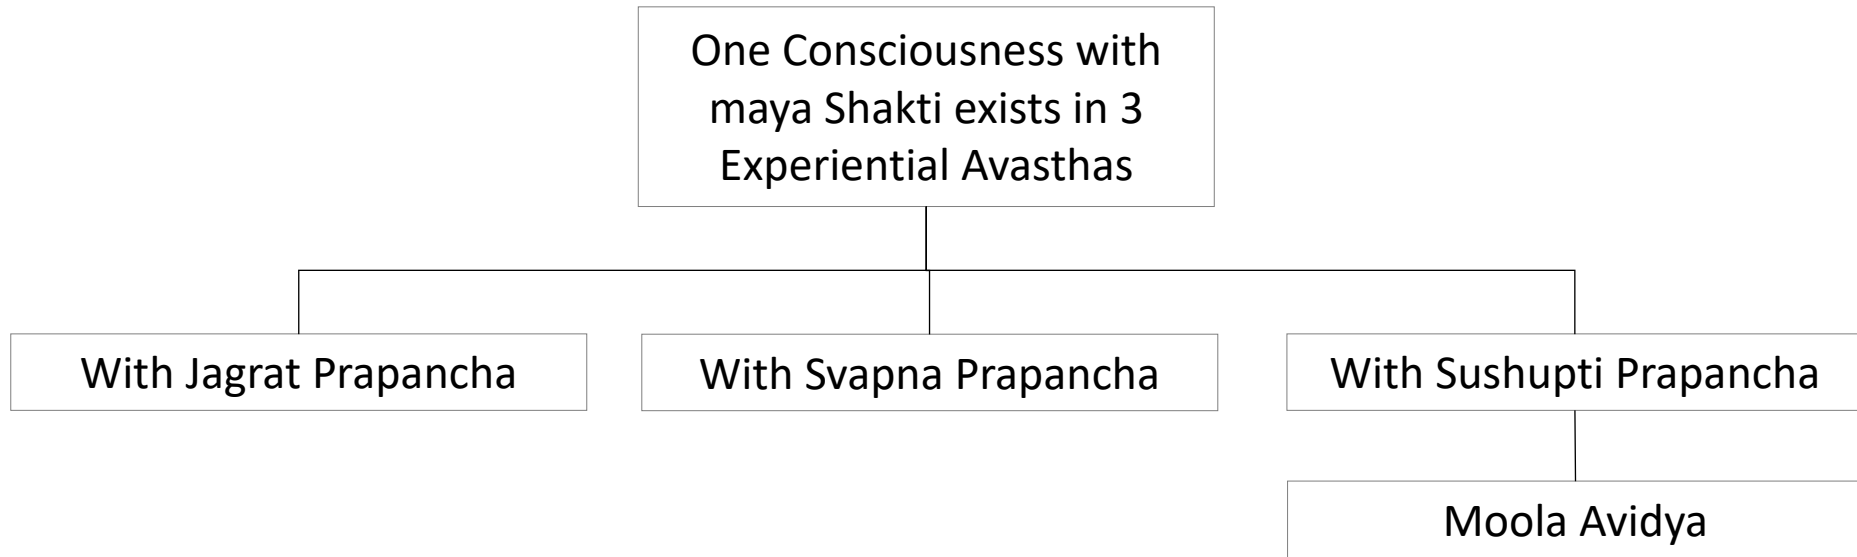 One Consciousness with
maya Shakti exists in 3
Experiential Avasthas
With Jagrat Prapancha
With Svapna Prapancha
With Sushupti Prapancha
Moola Avidya